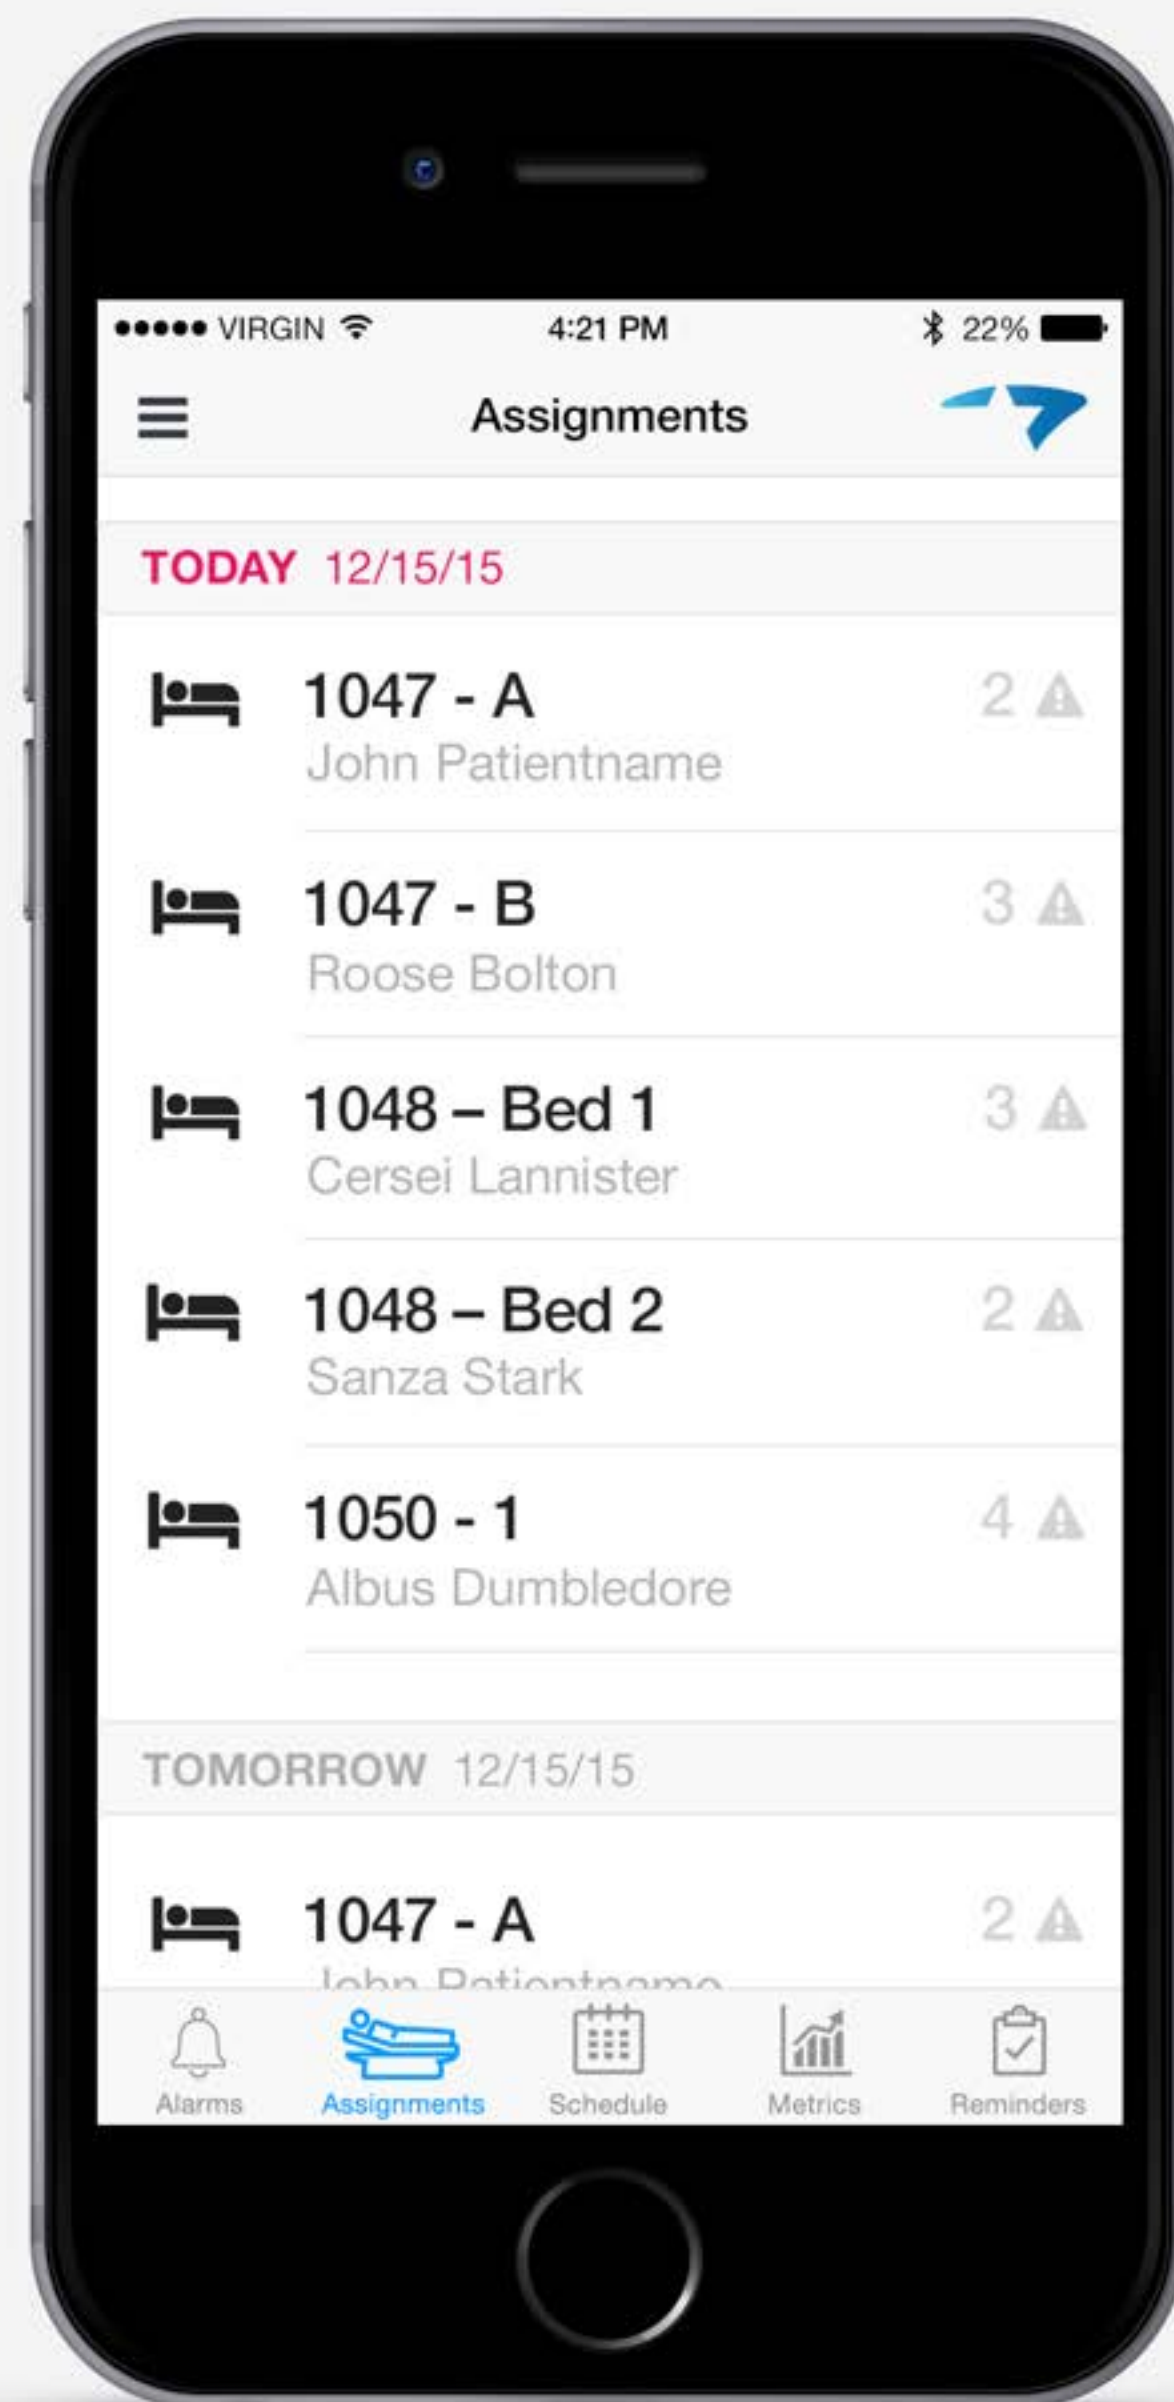 VIRGIN 4:21 PM 22%
Assignments
TODAY 12/15/15
1047 - A 2
John Patientname
1047 - B 3
Roose Bolton
1048 – Bed 1 3
Cersei Lannister
1048 – Bed 2 2
Sanza Stark
1050 - 1 4
Albus Dumbledore
TOMORROW 12/15/15
1047 - A 2
John Patientname
Alarms Assignments Schedule Metrics Reminders